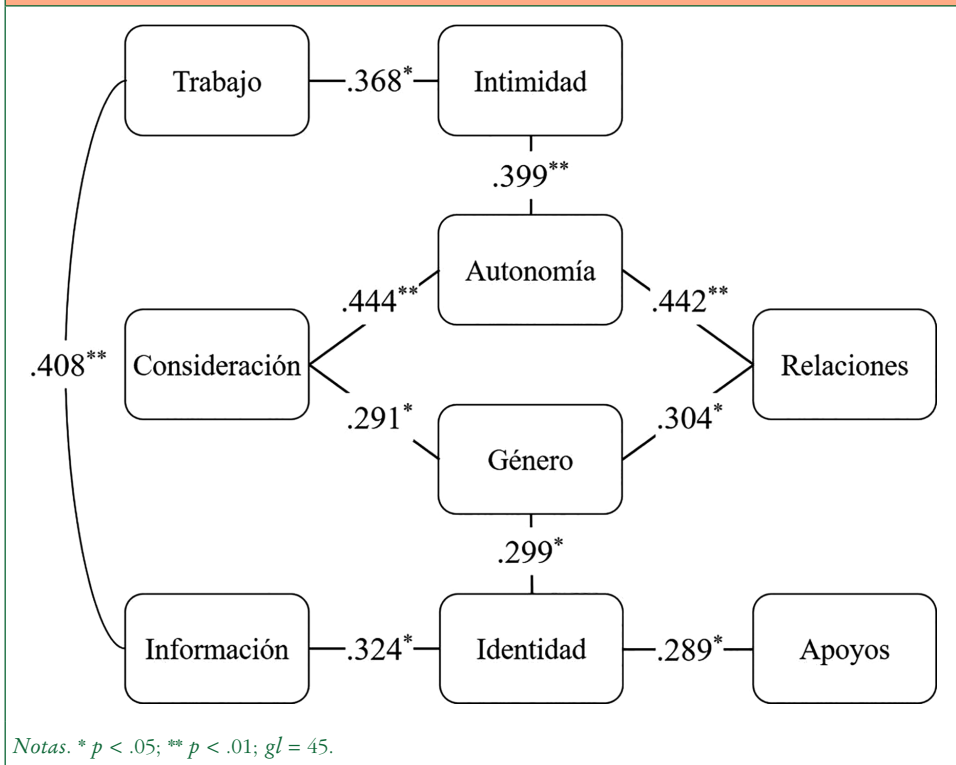 Trabajo .368* Intimidad
.399**
Autonomía
.444** .442**
.408** Consideración Relaciones
.291* .304*
Género
.299*
Información .324* Identidad .289* Apoyos
Notas. * p < .05; ** p < .01; gl = 45.